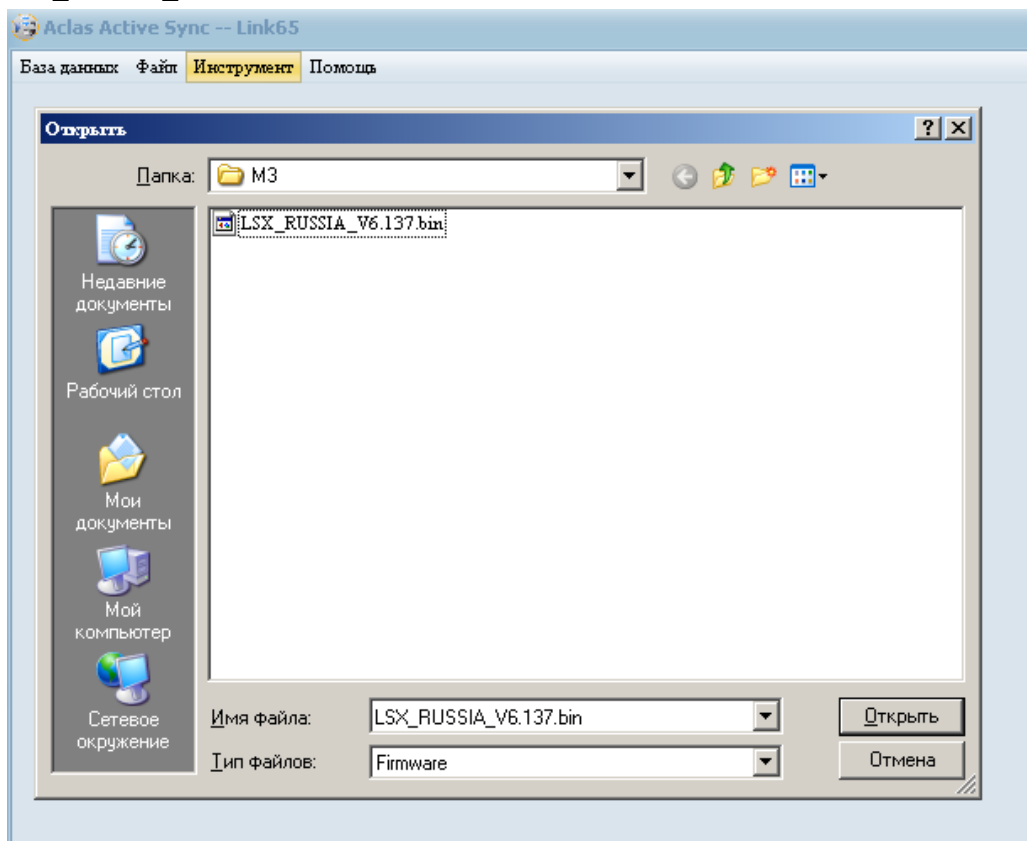 Aclas Active Sync -- Link65
База данных Файл Инструмент Помощь
Открыть
Папка: М3
LSX_RUSSIA_V6.137.bin
Недавние
документы
Рабочий стол
Мои
документы
Мой
компьютер
Сетевое
окружение
Имя файла: LSX_RUSSIA_V6.137.bin Открыть
Тип файлов: Firmware Отмена